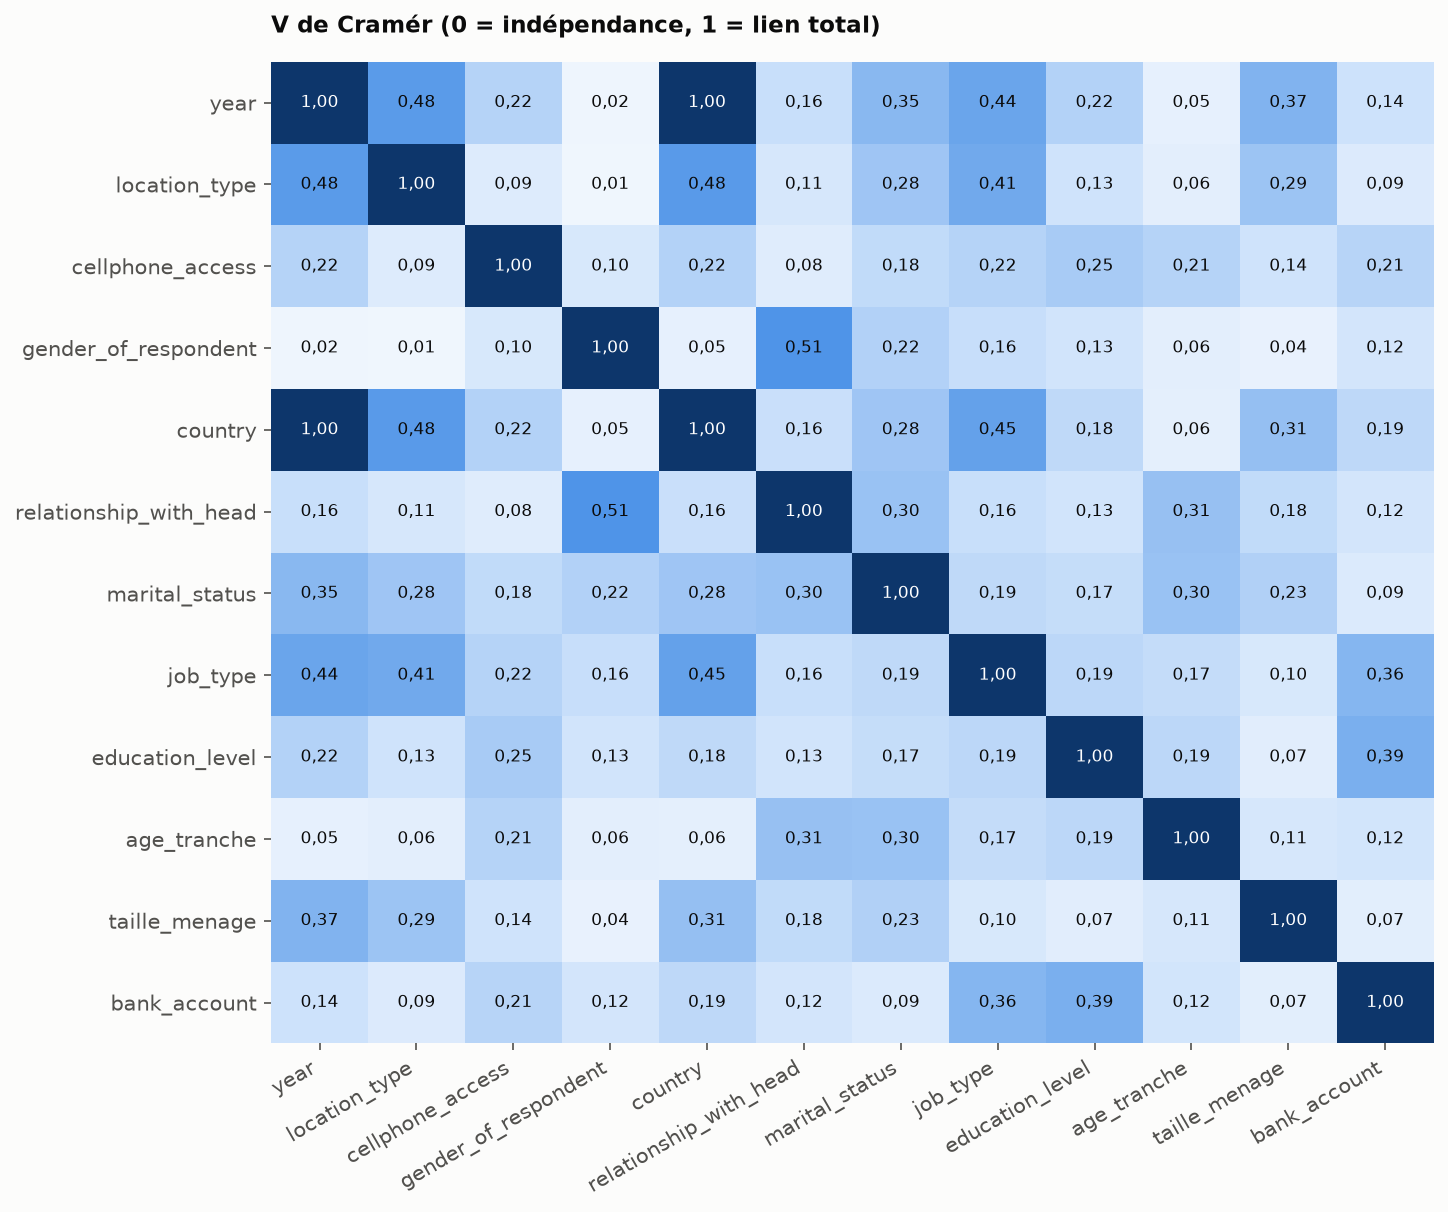 V de Cramér (0 = indépendance, 1 = lien total)
year 1,00 0,48 0,22 0,02 1,00 0,16 0,35 0,44 0,22 0,05 0,37 0,14
location_type 0,48 1,00 0,09 0,01 0,48 0,11 0,28 0,41 0,13 0,06 0,29 0,09
cellphone_access 0,22 0,09 1,00 0,10 0,22 0,08 0,18 0,22 0,25 0,21 0,14 0,21
gender_of_respondent 0,02 0,01 0,10 1,00 0,05 0,51 0,22 0,16 0,13 0,06 0,04 0,12
country 1,00 0,48 0,22 0,05 1,00 0,16 0,28 0,45 0,18 0,06 0,31 0,19
relationship_with_head 0,16 0,11 0,08 0,51 0,16 1,00 0,30 0,16 0,13 0,31 0,18 0,12
marital_status 0,35 0,28 0,18 0,22 0,28 0,30 1,00 0,19 0,17 0,30 0,23 0,09
job_type 0,44 0,41 0,22 0,16 0,45 0,16 0,19 1,00 0,19 0,17 0,10 0,36
education_level 0,22 0,13 0,25 0,13 0,18 0,13 0,17 0,19 1,00 0,19 0,07 0,39
age_tranche 0,05 0,06 0,21 0,06 0,06 0,31 0,30 0,17 0,19 1,00 0,11 0,12
taille_menage 0,37 0,29 0,14 0,04 0,31 0,18 0,23 0,10 0,07 0,11 1,00 0,07
bank_account 0,14 0,09 0,21 0,12 0,19 0,12 0,09 0,36 0,39 0,12 0,07 1,00
year location_type cellphone_access gender_of_respondent country relationship_with_head marital_status job_type education_level age_tranche taille_menage bank_account